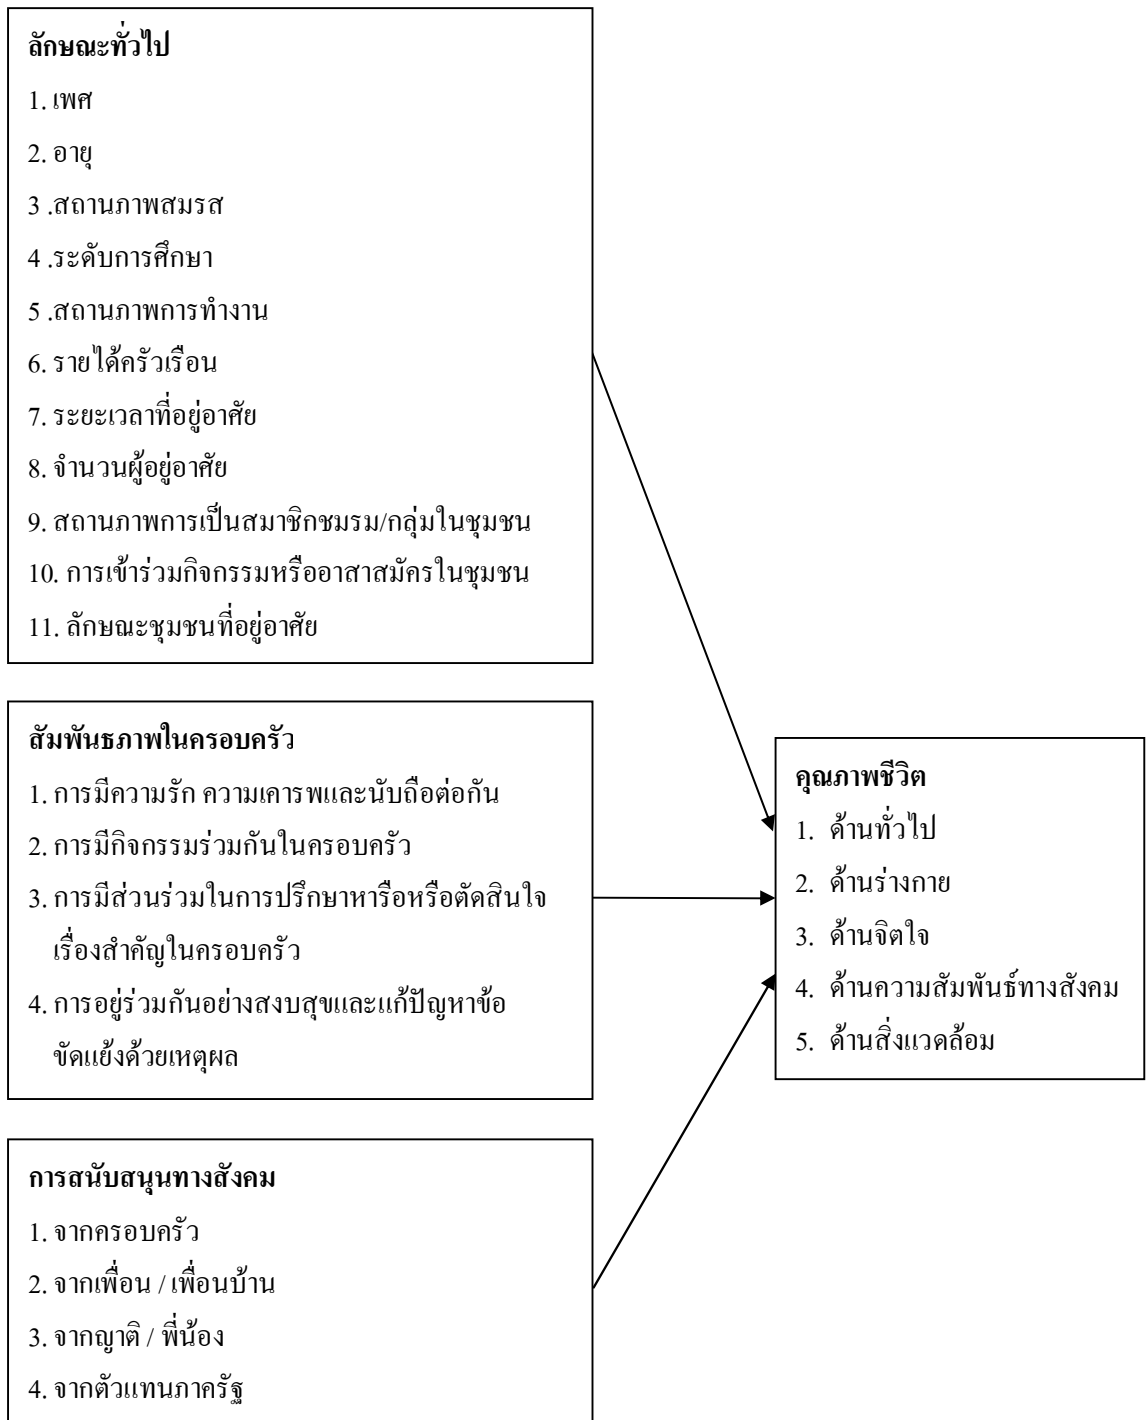 ลักษณะทั่วไป
1. เพศ
2. อายุ
3 .สถานภาพสมรส
4 .ระดับการศึกษา
5 .สถานภาพการทำงาน
6. รายได้ครัวเรือน
7. ระยะเวลาที่อยู่อาศัย
8. จำนวนผู้อยู่อาศัย
9. สถานภาพการเป็นสมาชิกชมรม/กลุ่มในชุมชน
10. การเข้าร่วมกิจกรรมหรืออาสาสมัครในชุมชน
11. ลักษณะชุมชนที่อยู่อาศัย
สัมพันธภาพในครอบครัว
1. การมีความรัก ความเคารพและนับถือต่อกัน
2. การมีกิจกรรมร่วมกันในครอบครัว
3. การมีส่วนร่วมในการปรึกษาหารือหรือตัดสินใจ
เรื่องสำคัญในครอบครัว
4. การอยู่ร่วมกันอย่างสงบสุขและแก้ปัญหาข้อ
ขัดแย้งด้วยเหตุผล
คุณภาพชีวิต
1. ด้านทั่วไป
2. ด้านร่างกาย
3. ด้านจิตใจ
4. ด้านความสัมพันธ์ทางสังคม
5. ด้านสิ่งแวดล้อม
การสนับสนุนทางสังคม
1. จากครอบครัว
2. จากเพื่อน / เพื่อนบ้าน
3. จากญาติ / พี่น้อง
4. จากตัวแทนภาครัฐ